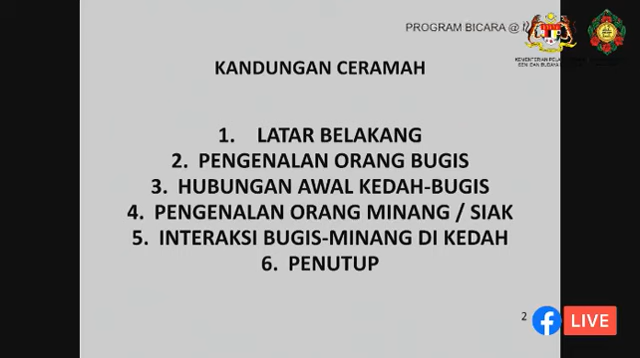 PROGRAM BICARA @
KANDUNGAN CERAMAH
1. LATAR BELAKANG
2. PENGENALAN ORANG BUGIS
3. HUBUNGAN AWAL KEDAH-BUGIS
4. PENGENALAN ORANG MINANG / SIAK
5. INTERAKSI BUGIS-MINANG DI KEDAH
6. PENUTUP
2
LIVE